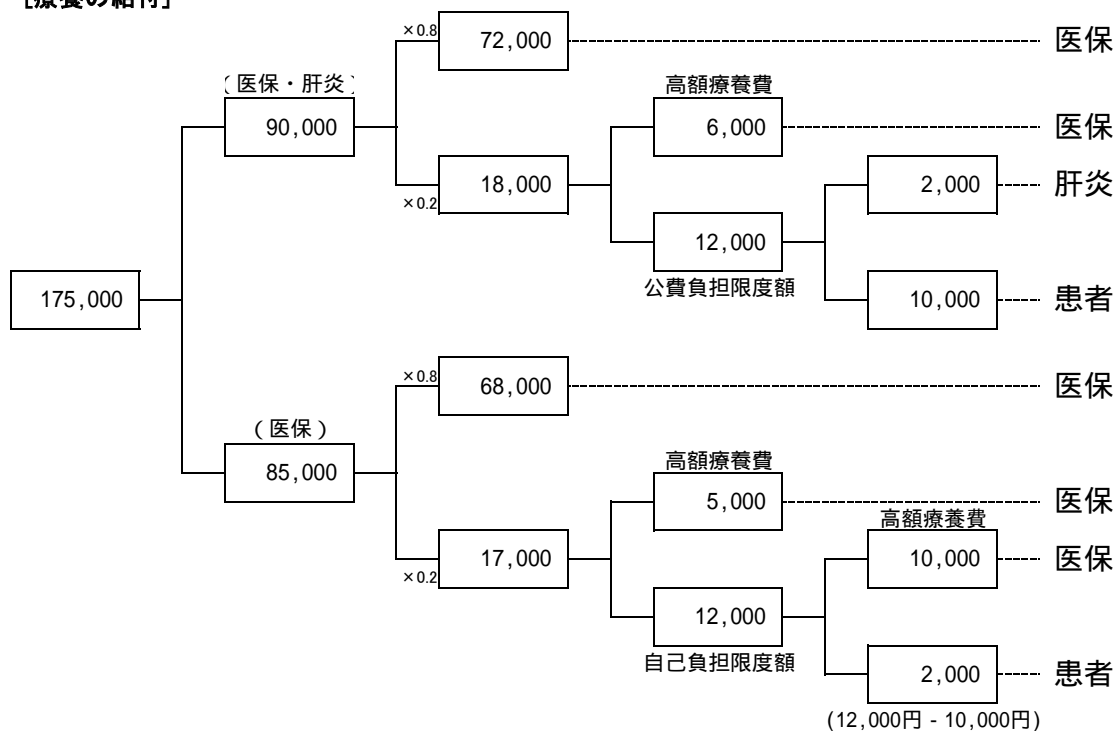 [療養の給付]
×0.8
72,000
医保
(医保・肝炎)
90,000
高額療養費
6,000
医保
×0.2
18,000
2,000
肝炎
12,000
公費負担限度額
10,000
患者
175,000
×0.8
68,000
医保
(医保)
85,000
高額療養費
5,000
医保
高額療養費
×0.2
17,000
10,000
医保
12,000
自己負担限度額
2,000
患者
(12,000円 - 10,000円)